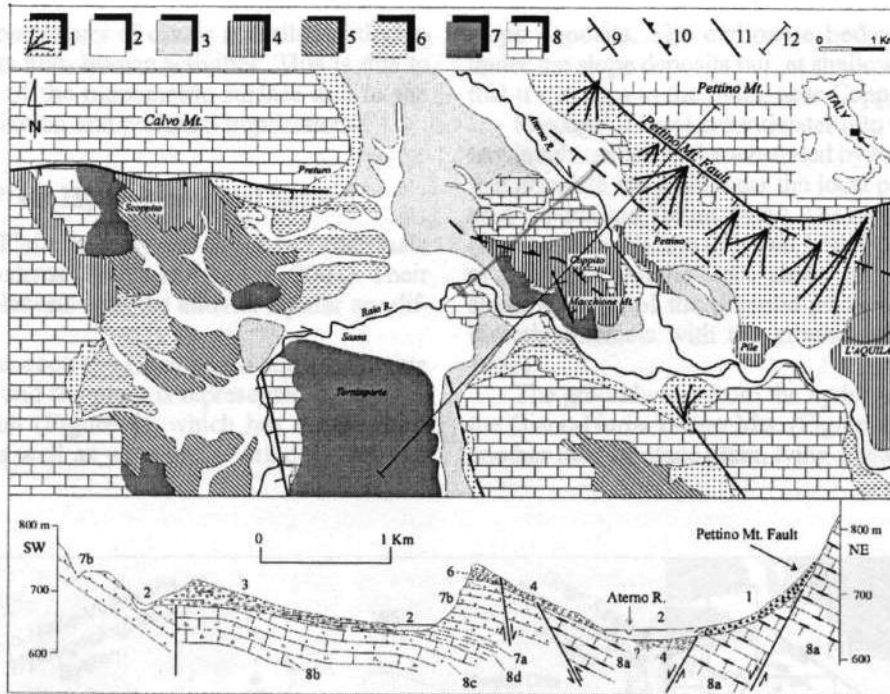 1 2 3 4 5 6 7 8 9 10 11 12 0 1 Km
N
Calvo Mt.
Preturo
Scoppito
Aterno R.
Pettino Mt.
Pettino Mt. Fault
ITALY
Pettino
Coppito
Macchione Mt.
Raio R.
Sassa
Tornimparte
Pile
L'AQUILA
800 m
SW
700
600
0 1 Km
Pettino Mt. Fault
800 m
NE
700
600
7b
2
3
2
6
7b
4
Aterno R.
2
1
?
4
8b
8c
7a
8d
8a
8a
8a